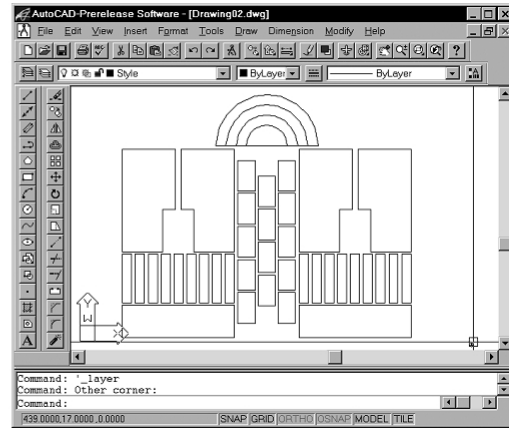 AutoCAD-Prerelease Software - [Drawing02.dwg]
File Edit View Insert Format Tools Draw Dimension Modify Help
Style ByLayer ByLayer
A
Y
W
X
Command: '_layer
Command: Other corner:
Command:
439.0000,17.0000 ,0.0000 SNAP GRID ORTHO OSNAP MODEL TILE